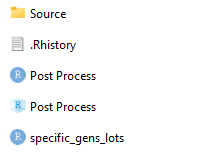 Source
.Rhistory
Post Process
Post Process
specific_gens_lots